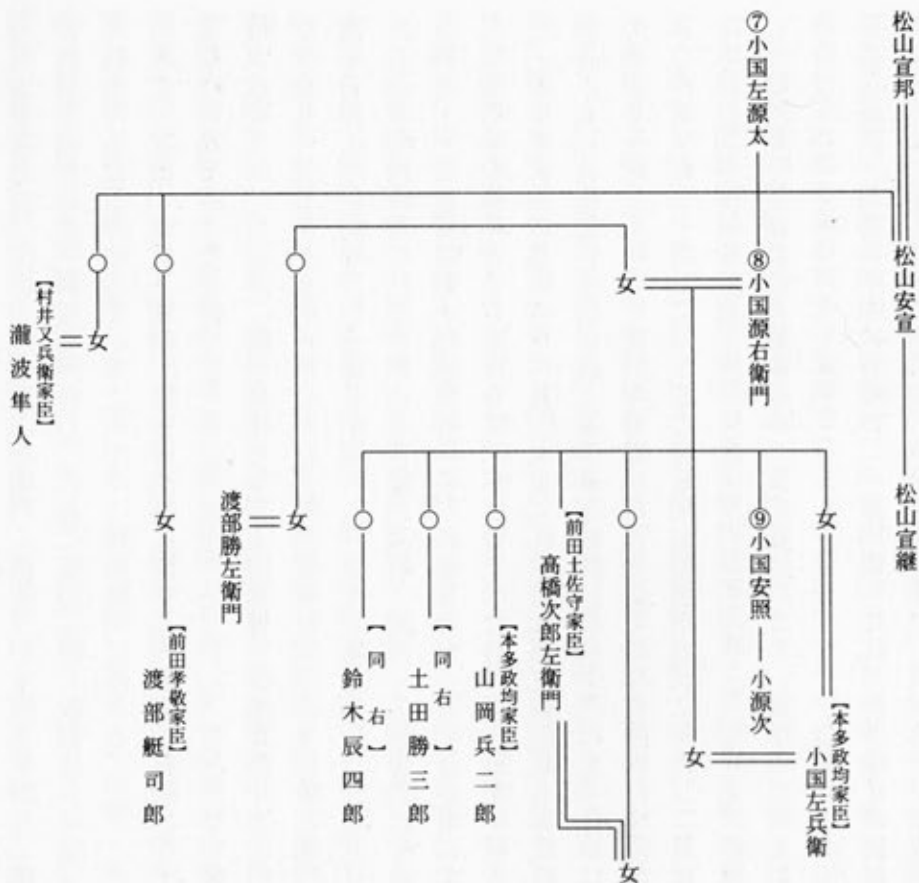 松山宣邦
松山安宣
松山宣継
⑦小国左源太
⑧小国源右衛門
女
女
⑨小国安照
小源次
【本多政均家臣】
小国左兵衛
女
○
女
【前田土佐守家臣】
高橋次郎左衛門
○
【本多政均家臣】
山岡兵二郎
○
【同右】
土田勝三郎
○
【同右】
鈴木辰四郎
○
女
渡部勝左衛門
○
女
【前田孝敬家臣】
渡部艇司郎
○
女
【村井又兵衛家臣】
瀧波隼人